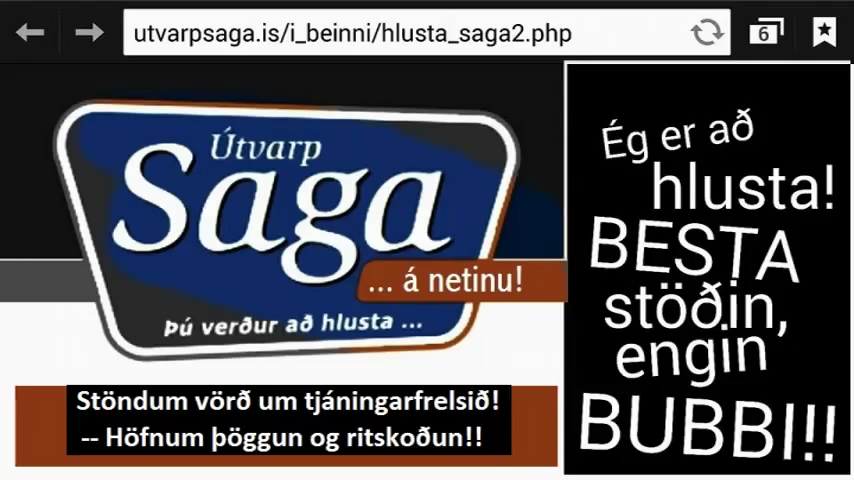 utvarpsaga.is/i_beinni/hlusta_saga2.php
6
Útvarp
Saga
... á netinu!
Þú verður að hlusta ...
Stöndum vörð um tjáningarfrelsið!
-- Höfnum þöggun og ritskoðun!!
Ég er að
hlusta!
BESTA
stöðin,
engin
BUBBI!!